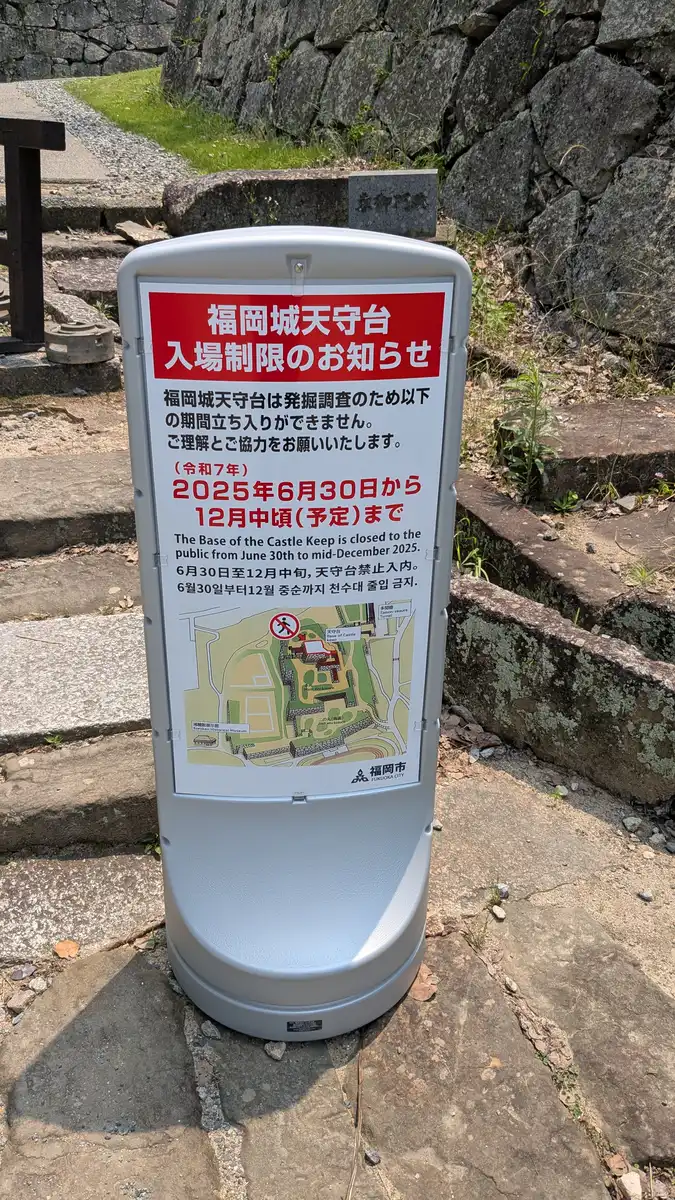 福岡城天守台
入場制限のお知らせ
福岡城天守台は発掘調査のため以下
の期間立ち入りができません。
ご理解とご協力をお願いいたします。
(令和7年)
2025年6月30日から
12月中頃(予定)まで
The Base of the Castle Keep is closed to the
public from June 30th to mid-December 2025.
6月30日至12月中旬，天守台禁止入内。
6월30일부터12월 중순까지 천수대 출입 금지.
天守台
Base of Castle
Keep
福岡市
FUKUOKA CITY